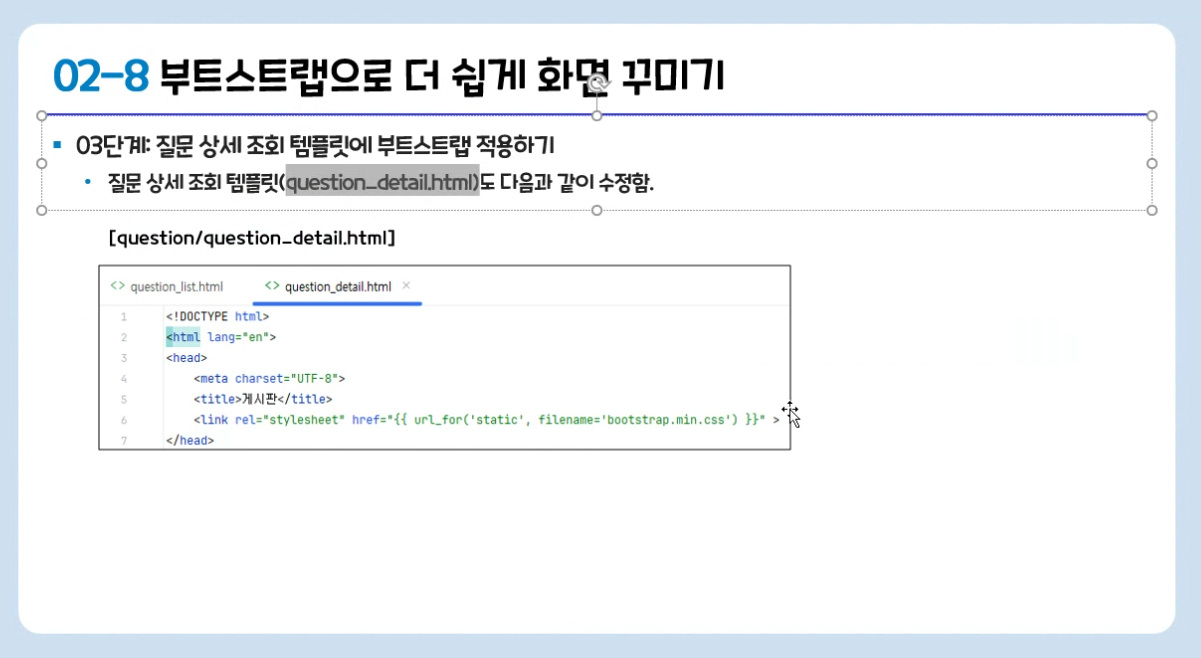 02-8 부트스트랩으로 더 쉽게 화면 꾸미기
03단계: 질문 상세 조회 템플릿에 부트스트랩 적용하기
질문 상세 조회 템플릿(question_detail.html)도 다음과 같이 수정함.
[question/question_detail.html]
<> question_list.html <> question_detail.html ×
1 <!DOCTYPE html>
2 <html lang="en">
3 <head>
4 <meta charset="UTF-8">
5 <title>게시판</title>
6 <link rel="stylesheet" href="{{ url_for('static', filename='bootstrap.min.css') }}" >
7 </head>